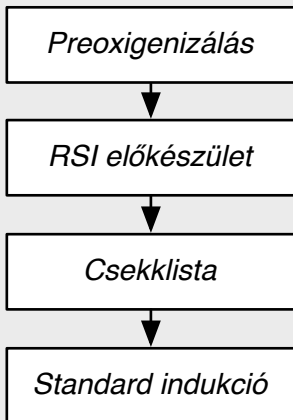 Preoxigenizálás
RSI előkészület
Csekklista
Standard indukció